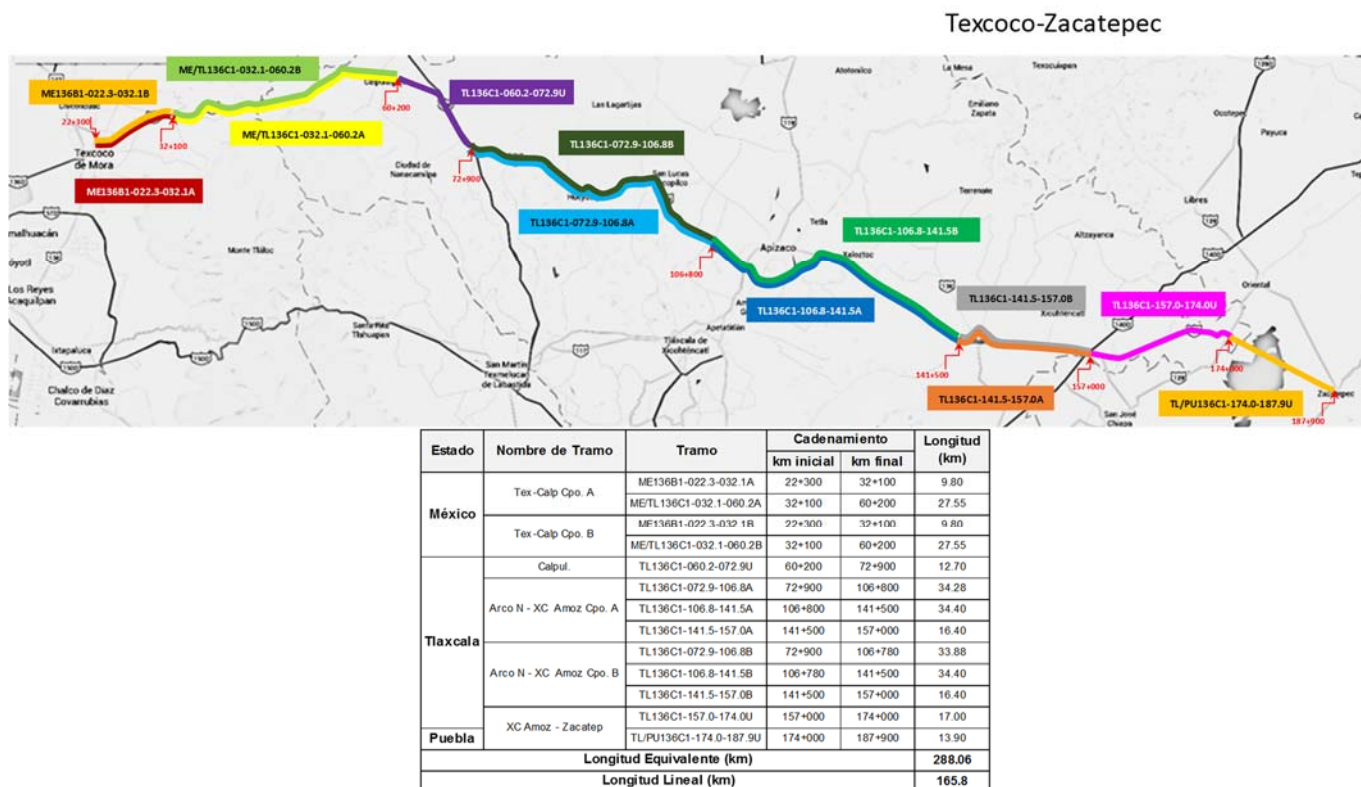 Texcoco-Zacatepec
ME/TL136C1-032.1-060.2B
ME136B1-022.3-032.1B
22+300
32+100
60+200
ME/TL136C1-032.1-060.2A
TL136C1-060.2-072.9U
Texcoco
de Mora
ME136B1-022.3-032.1A
72+900
TL136C1-072.9-106.8B
TL136C1-072.9-106.8A
106+800
TL136C1-106.8-141.5B
TL136C1-106.8-141.5A
141+500
TL136C1-141.5-157.0B
TL136C1-141.5-157.0A
157+000
TL136C1-157.0-174.0U
174+000
TL/PU136C1-174.0-187.9U
187+900
Atotonilco
La Mesa
Texocuixpan
Las Lagartijas
Emiliano
Zapata
Ocotepec
Payuca
Ciudad de
Nanacamilpa
San Lucas
Terrenate
Libres
Tetla
Apizaco
Xaloztoc
Altzayanca
Oriental
Monte Tláloc
Los Reyes
Acaquilpan
Ixtapaluca
Chalco de Díaz
Covarrubias
Santa Rita
Tlahuapan
San Martín
Texmelucan
de Labastida
Apetatitlán
Tláxcala de
Xicohténcatl
San José
Chiapa
Zacatepec
Estado Nombre de Tramo Tramo Cadenamiento Longitud (km)
km inicial km final
México Tex-Calp Cpo. A ME136B1-022.3-032.1A 22+300 32+100 9.80
ME/TL136C1-032.1-060.2A 32+100 60+200 27.55
Tex-Calp Cpo. B ME136B1-022.3-032.1B 22+300 32+100 9.80
ME/TL136C1-032.1-060.2B 32+100 60+200 27.55
Tlaxcala Calpul. TL136C1-060.2-072.9U 60+200 72+900 12.70
Arco N - XC Amoz Cpo. A TL136C1-072.9-106.8A 72+900 106+800 34.28
TL136C1-106.8-141.5A 106+800 141+500 34.40
TL136C1-141.5-157.0A 141+500 157+000 16.40
Arco N - XC Amoz Cpo. B TL136C1-072.9-106.8B 72+900 106+780 33.88
TL136C1-106.8-141.5B 106+780 141+500 34.40
TL136C1-141.5-157.0B 141+500 157+000 16.40
XC Amoz - Zacatep TL136C1-157.0-174.0U 157+000 174+000 17.00
Puebla TL/PU136C1-174.0-187.9U 174+000 187+900 13.90
Longitud Equivalente (km) 288.06
Longitud Lineal (km) 165.8